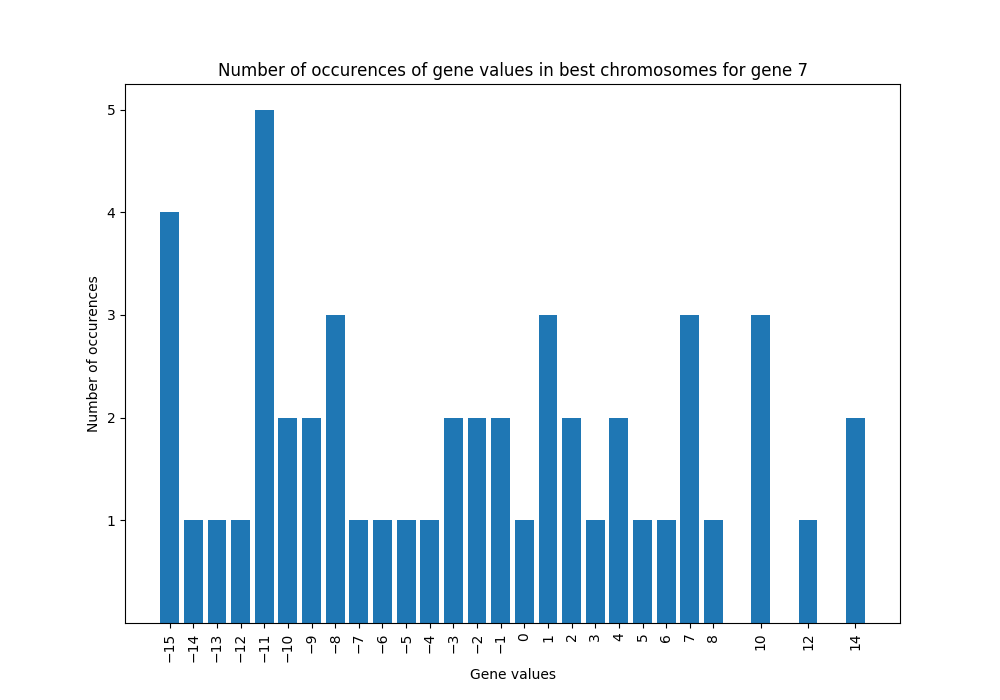 Number of occurences of gene values in best chromosomes for gene 7
Number of occurences
5
4
3
2
1
−15 −14 −13 −12 −11 −10 −9 −8 −7 −6 −5 −4 −3 −2 −1 0 1 2 3 4 5 6 7 8 10 12 14
Gene values